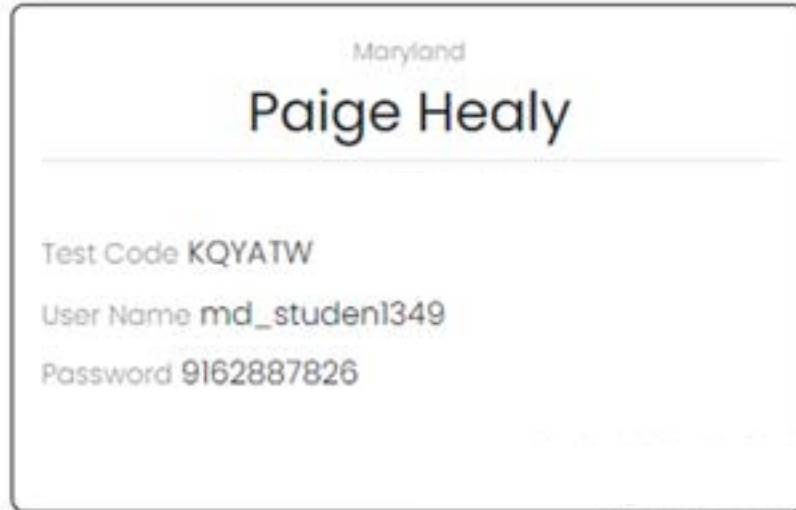 Maryland
Paige Healy
Test Code KQYATW
User Name md_studen1349
Password 9162887826